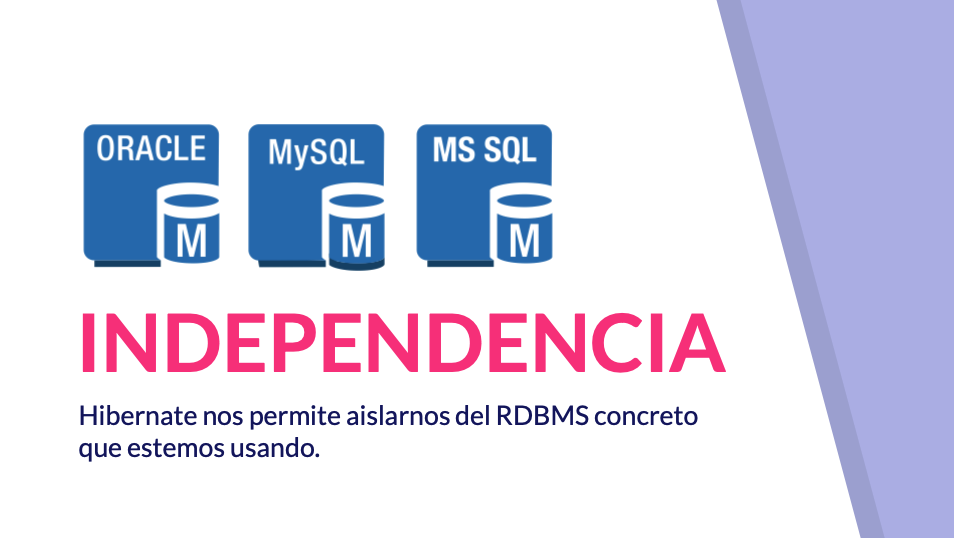 ORACLE MySQL MS SQL
M M M
INDEPENDENCIA
Hibernate nos permite aislarnos del RDBMS concreto
que estemos usando.